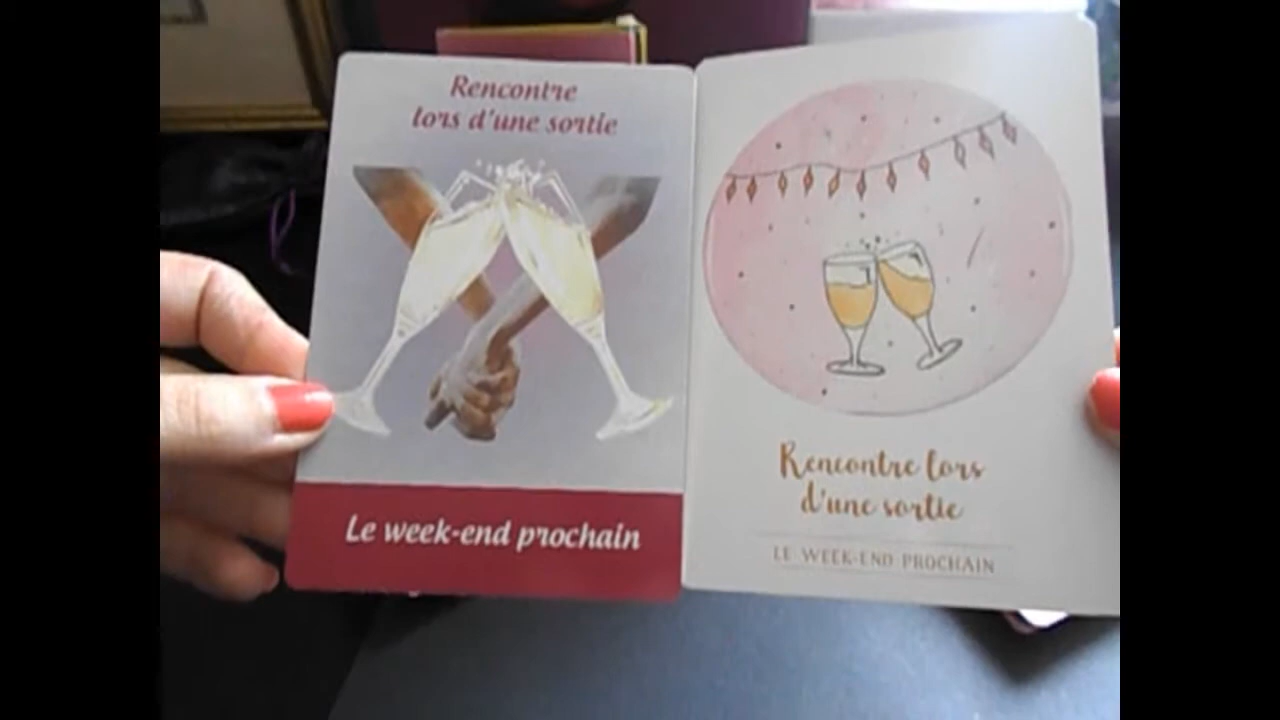 Rencontre
lors d'une sortie
Le week-end prochain
Rencontre lors
d'une sortie
LE WEEK-END PROCHAIN